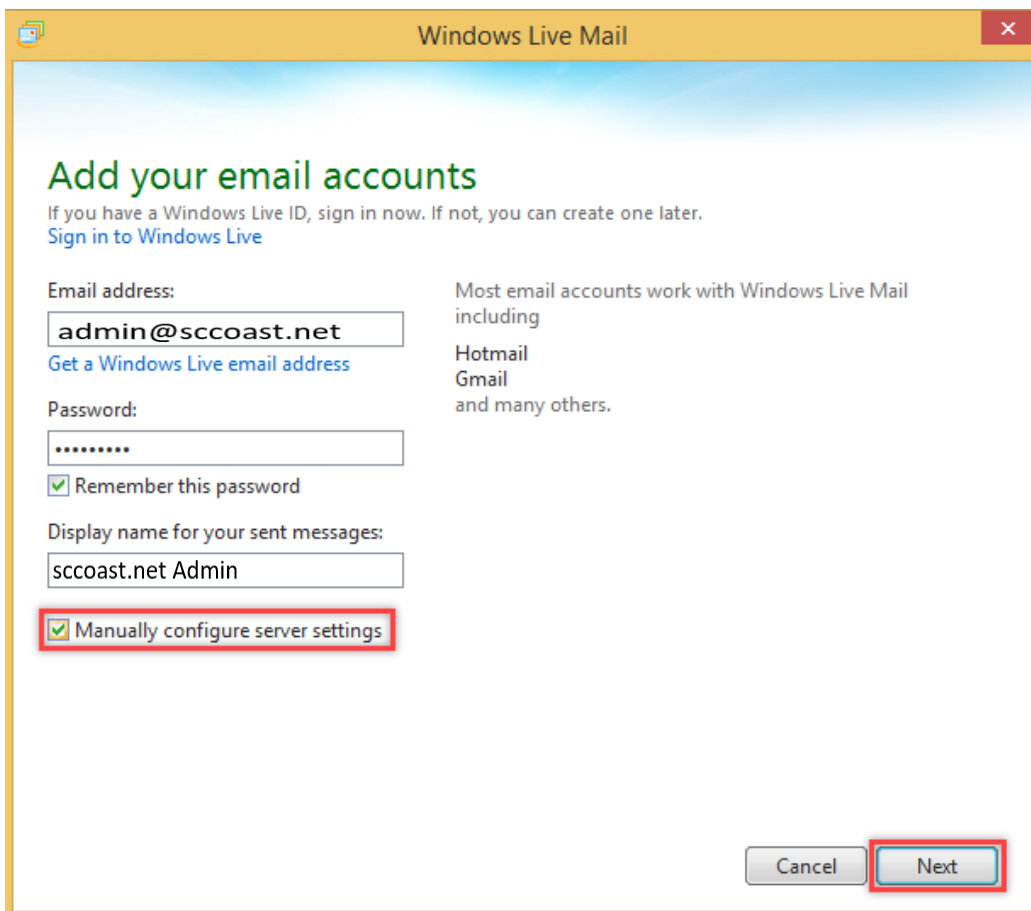 Windows Live Mail
Add your email accounts
If you have a Windows Live ID, sign in now. If not, you can create one later.
Sign in to Windows Live
Email address:
admin@sccoast.net
Get a Windows Live email address
Password:
•••••••••
Remember this password
Display name for your sent messages:
sccoast.net Admin
Manually configure server settings
Most email accounts work with Windows Live Mail
including
Hotmail
Gmail
and many others.
Cancel
Next